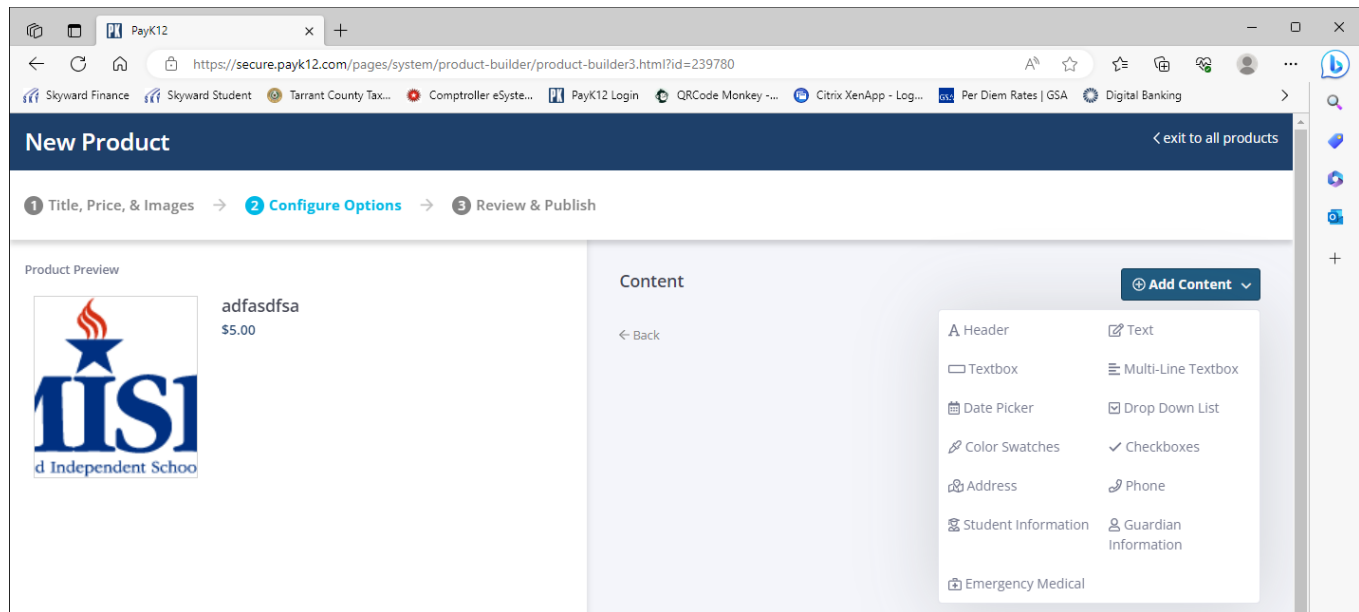 PayK12
https://secure.payk12.com/pages/system/product-builder/product-builder3.html?id=239780
Skyward Finance Skyward Student Tarrant County Tax... Comptroller eSyste... PayK12 Login QRCode Monkey -... Citrix XenApp - Log... Per Diem Rates | GSA Digital Banking
New Product
exit to all products
1 Title, Price, & Images 2 Configure Options 3 Review & Publish
Product Preview
adfasdfsa
$5.00
MISD
d Independent Schoo
Content
Add Content
Back
Header Text
Textbox Multi-Line Textbox
Date Picker Drop Down List
Color Swatches Checkboxes
Address Phone
Student Information Guardian Information
Emergency Medical